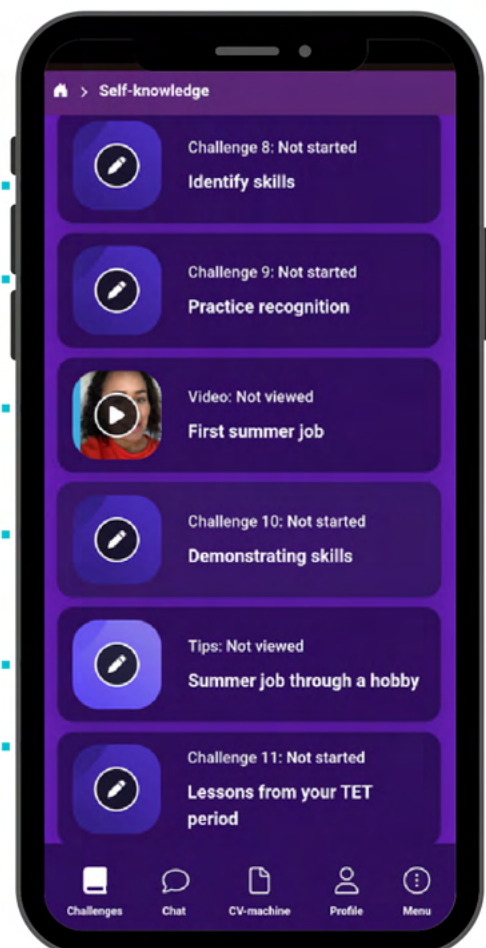 > Self-knowledge
Challenge 8: Not started
Identify skills
Challenge 9: Not started
Practice recognition
Video: Not viewed
First summer job
Challenge 10: Not started
Demonstrating skills
Tips: Not viewed
Summer job through a hobby
Challenge 11: Not started
Lessons from your TET
period
Challenges
Chat
CV-machine
Profile
Menu